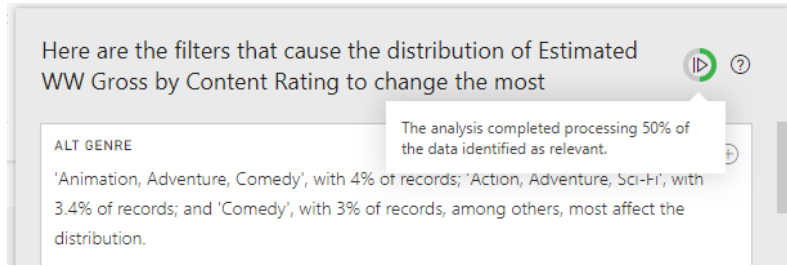 Here are the filters that cause the distribution of Estimated
WW Gross by Content Rating to change the most
The analysis completed processing 50% of
the data identified as relevant.
ALT GENRE
'Animation, Adventure, Comedy', with 4% of records; 'Action, Adventure, Sci-Fi', with
3.4% of records; and 'Comedy', with 3% of records, among others, most affect the
distribution.